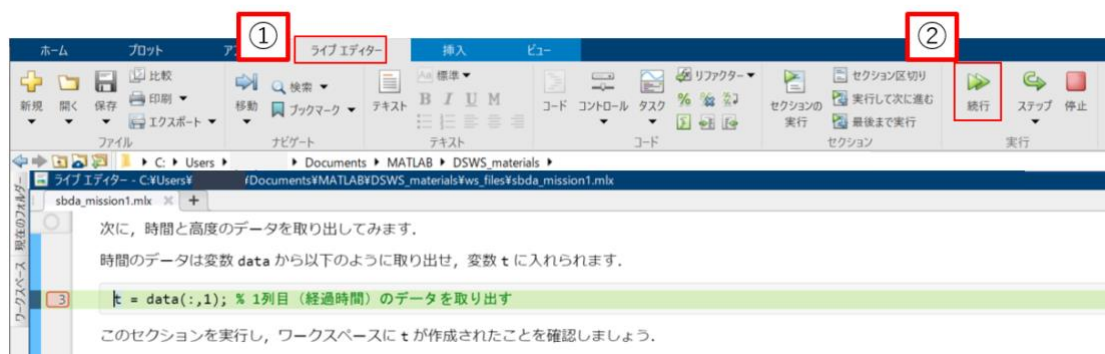 ① ②
ホーム プロット ア ライブ エディター 挿入 ビュー
新規 開く 保存 比較 印刷 エクスポート 移動 検索 ブックマーク テキスト Aa 標準 B I U M コード コントロール タスク リファクター セクションの実行 セクション区切り 実行して次に進む 最後まで実行 続行 ステップ 停止
ファイル ナビゲート テキスト コード セクション 実行
C: Users Documents MATLAB DSWS_materials
ライブ エディター - C:¥Users¥ /Documents¥MATLAB¥DSWS_materials¥ws_files¥sbda_mission1.mlx
sbda_mission1.mlx +
現在のフォルダー
ワークスペース
次に,時間と高度のデータを取り出してみます.
時間のデータは変数 data から以下のように取り出せ,変数 t に入れられます.
3 t = data(:,1); % 1列目(経過時間)のデータを取り出す
このセクションを実行し,ワークスペースに t が作成されたことを確認しましょう.